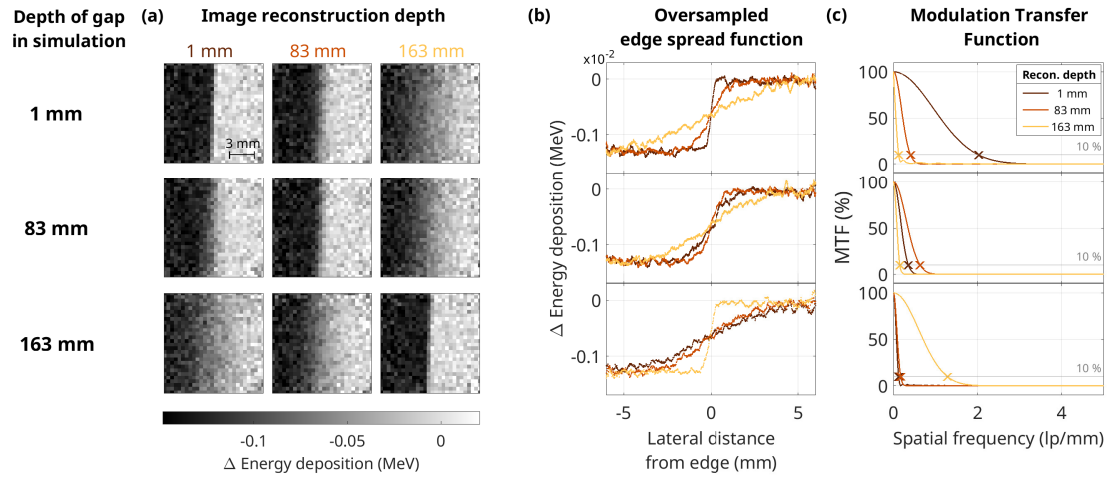 Depth of gap
in simulation
(a)
Image reconstruction depth
1 mm
83 mm
163 mm
1 mm
83 mm
163 mm
3 mm
-0.1
-0.05
0
Δ Energy deposition (MeV)
(b)
Oversampled
edge spread function
x10⁻²
0
-0.1
0
-0.1
0
-0.1
Δ Energy deposition (MeV)
-5
0
5
Lateral distance
from edge (mm)
(c)
Modulation Transfer
Function
Recon. depth
1 mm
83 mm
163 mm
10 %
10 %
10 %
100
50
0
100
50
0
100
50
0
MTF (%)
0
2
4
Spatial frequency (lp/mm)